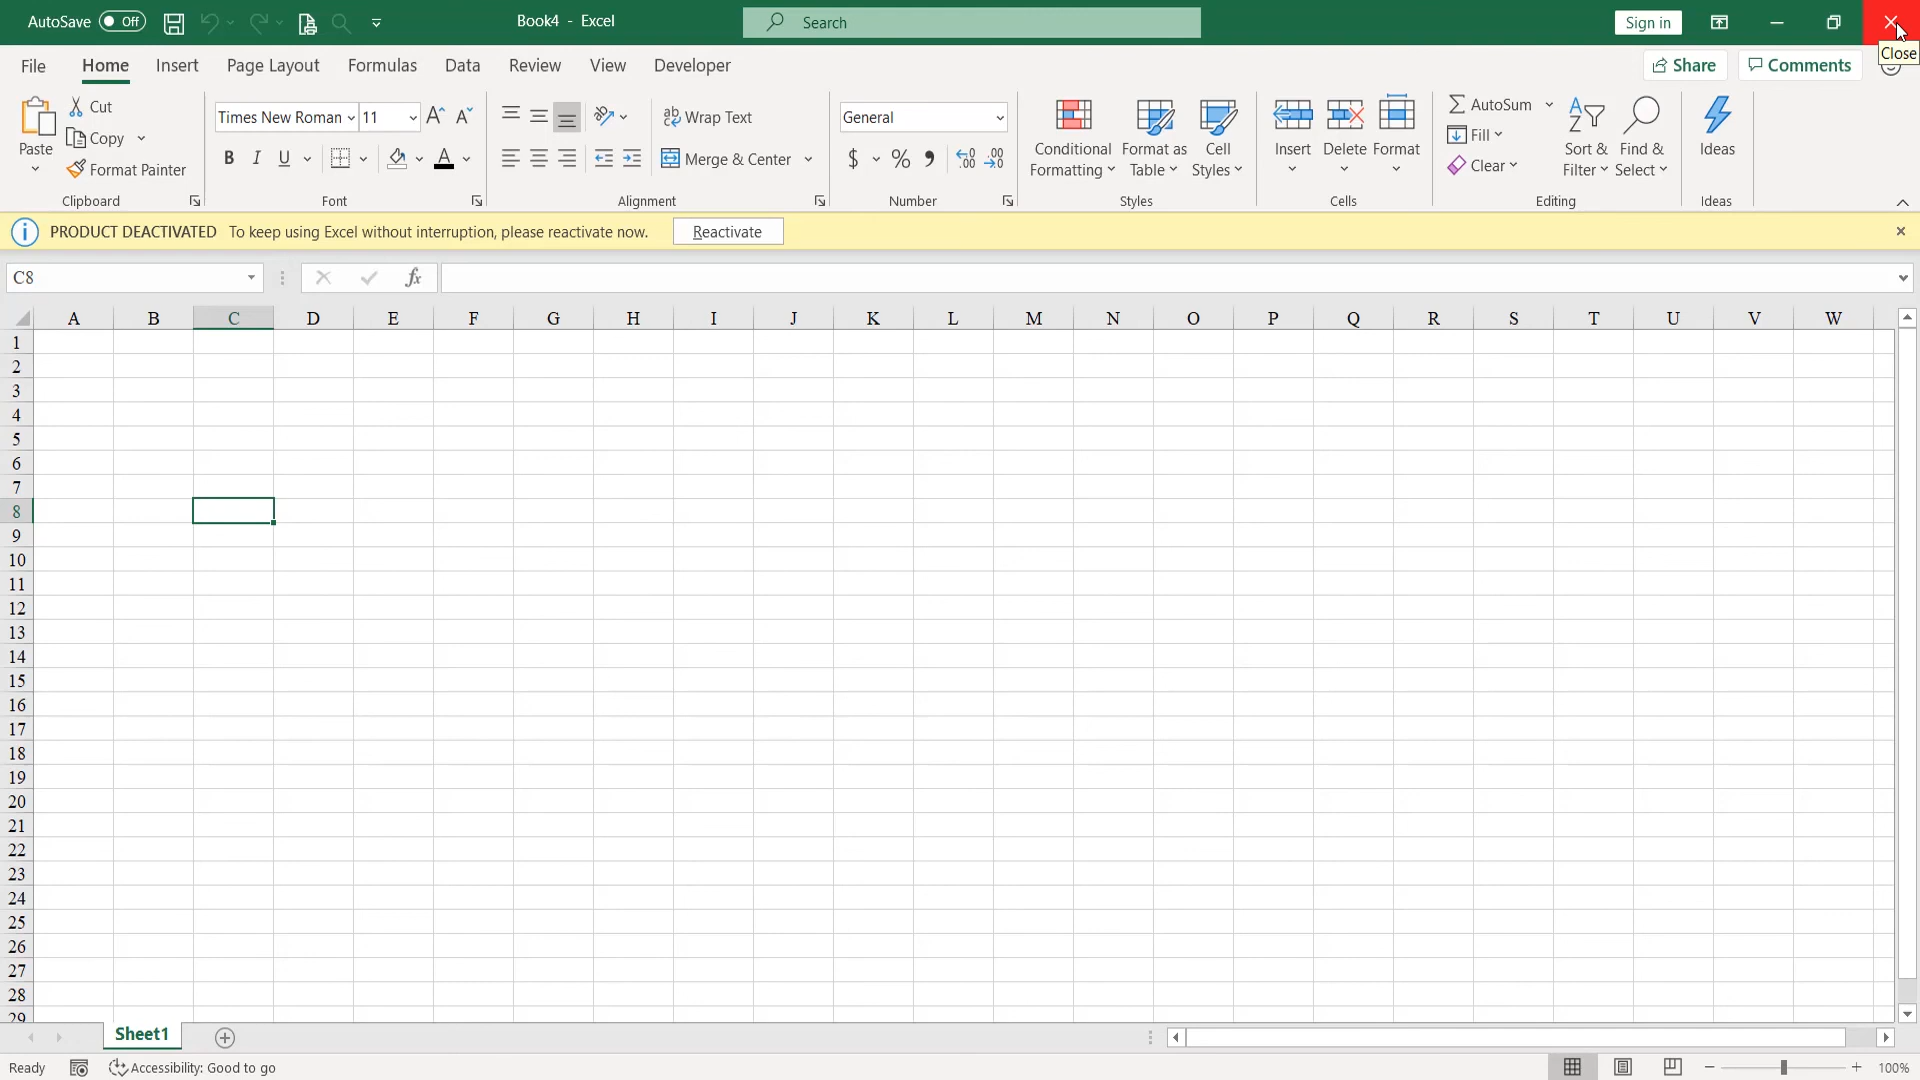 AutoSave Off Book4 - Excel Search Sign in
Close
File Home Insert Page Layout Formulas Data Review View Developer Share Comments
Paste Cut Copy Format Painter Clipboard
Times New Roman 11 B I U A Font
ab Wrap Text Merge & Center Alignment
General $ % , Number
Conditional Formatting Format as Table Cell Styles Styles
Insert Delete Format Cells
AutoSum Fill Clear Sort & Filter Find & Select Editing
Ideas Ideas
PRODUCT DEACTIVATED To keep using Excel without interruption, please reactivate now. Reactivate
C8 fx
A B C D E F G H I J K L M N O P Q R S T U V W
1
2
3
4
5
6
7
8
9
10
11
12
13
14
15
16
17
18
19
20
21
22
23
24
25
26
27
28
29
Sheet1
Ready Accessibility: Good to go 100%